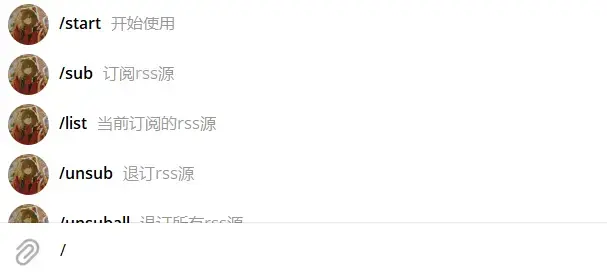 /start 开始使用
/sub 订阅rss源
/list 当前订阅的rss源
/unsub 退订rss源
/unsuball 退订所有rss源
/